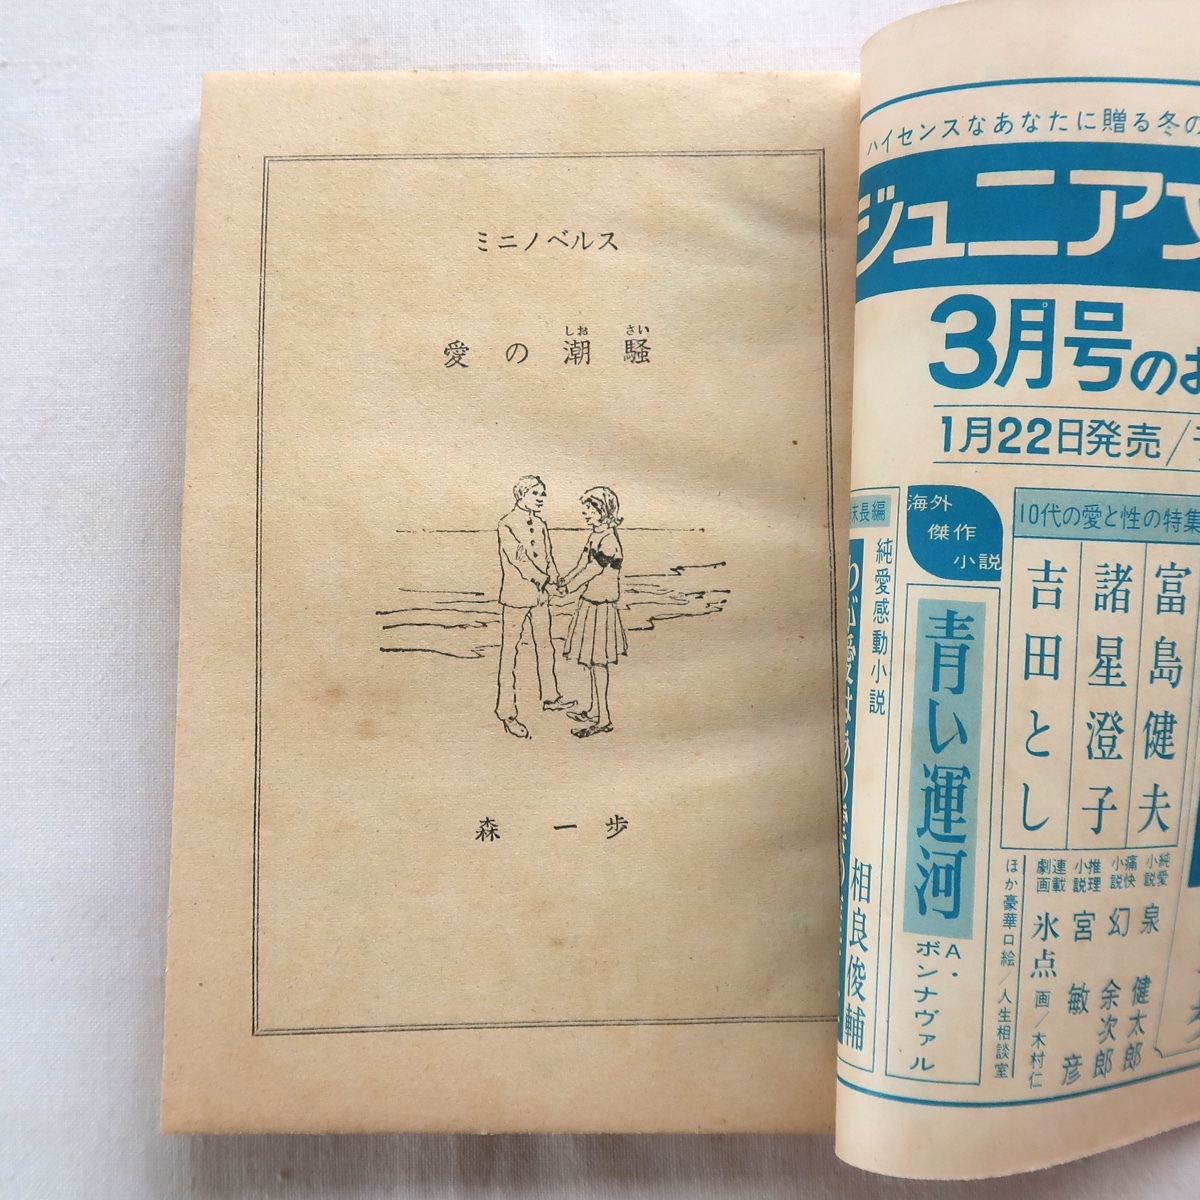 ミニノベルス
愛の潮騒
しおさい
森一歩
ハイセンスなあなたに贈る冬の
ジュニア文
3月号のお
1月22日発売/
10代の愛と性の特集
富島健夫
諸星澄子
吉田とし
純愛小説 泉健太郎
痛快小説 幻余次郎
推理小説 宮敏彦
連載劇画 氷点 画/木村仁
ほか豪華口絵/人生相談室
海外
傑作
小説
青い運河
A・ボンナヴァル
末長編
純愛感動小説
相良俊輔